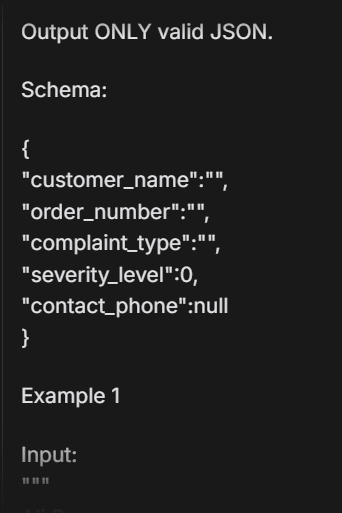 Output ONLY valid JSON.
Schema:
{
"customer_name":"",
"order_number":"",
"complaint_type":"",
"severity_level":0,
"contact_phone":null
}
Example 1
Input:
"""